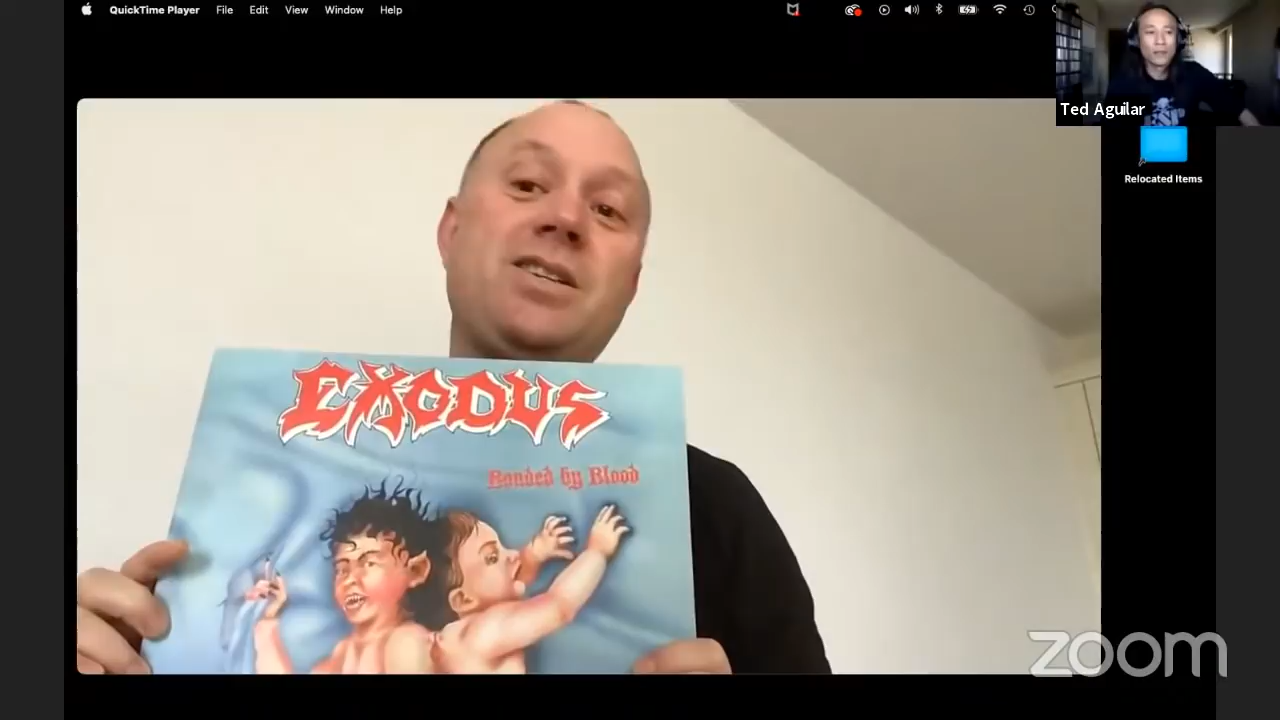 QuickTime Player File Edit View Window Help
Ted Aguilar
Relocated Items
EXODUS
Bonded by Blood
zoom